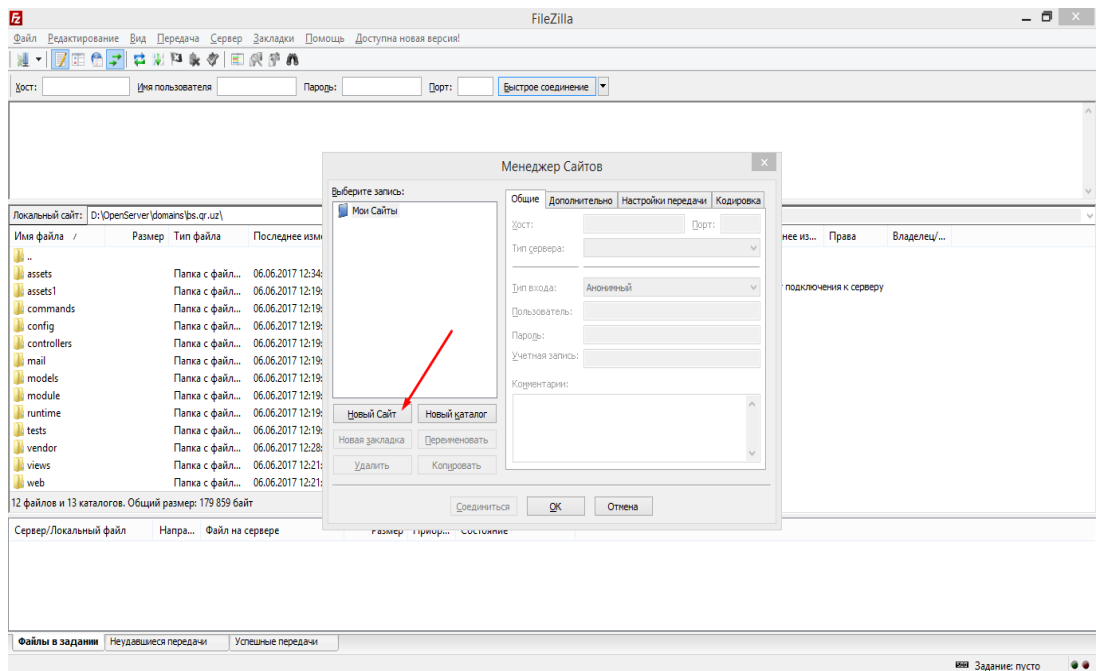 FileZilla
Файл Редактирование Вид Передача Сервер Закладки Помощь Доступна новая версия!
Хост: Имя пользователя Пароль: Порт: Быстрое соединение
Менеджер Сайтов
Выберите запись:
Мои Сайты
Общие Дополнительно Настройки передачи Кодировка
Хост: Порт:
Тип сервера:
Тип входа: Анонимный
Пользователь:
Пароль:
Учетная запись:
Комментарии:
Новый Сайт Новый каталог
Новая закладка Переименовать
Удалить Копировать
Соединиться OK Отмена
Локальный сайт: D:\OpenServer\domains\bs.qr.uz\
Имя файла / Размер Тип файла Последнее изме
нее из... Права Владелец/...
..
assets Папка с файл... 06.06.2017 12:34:
assets1 Папка с файл... 06.06.2017 12:19:
commands Папка с файл... 06.06.2017 12:19:
config Папка с файл... 06.06.2017 12:19:
controllers Папка с файл... 06.06.2017 12:19:
mail Папка с файл... 06.06.2017 12:19:
models Папка с файл... 06.06.2017 12:19:
module Папка с файл... 06.06.2017 12:19:
runtime Папка с файл... 06.06.2017 12:19:
tests Папка с файл... 06.06.2017 12:19:
vendor Папка с файл... 06.06.2017 12:28:
views Папка с файл... 06.06.2017 12:21:
web Папка с файл... 06.06.2017 12:21:
подключения к серверу
12 файлов и 13 каталогов. Общий размер: 179 859 байт
Сервер/Локальный файл Напра... Файл на сервере Размер Приор... Состояние
Файлы в задании Неудавшиеся передачи Успешные передачи
Задание: пусто